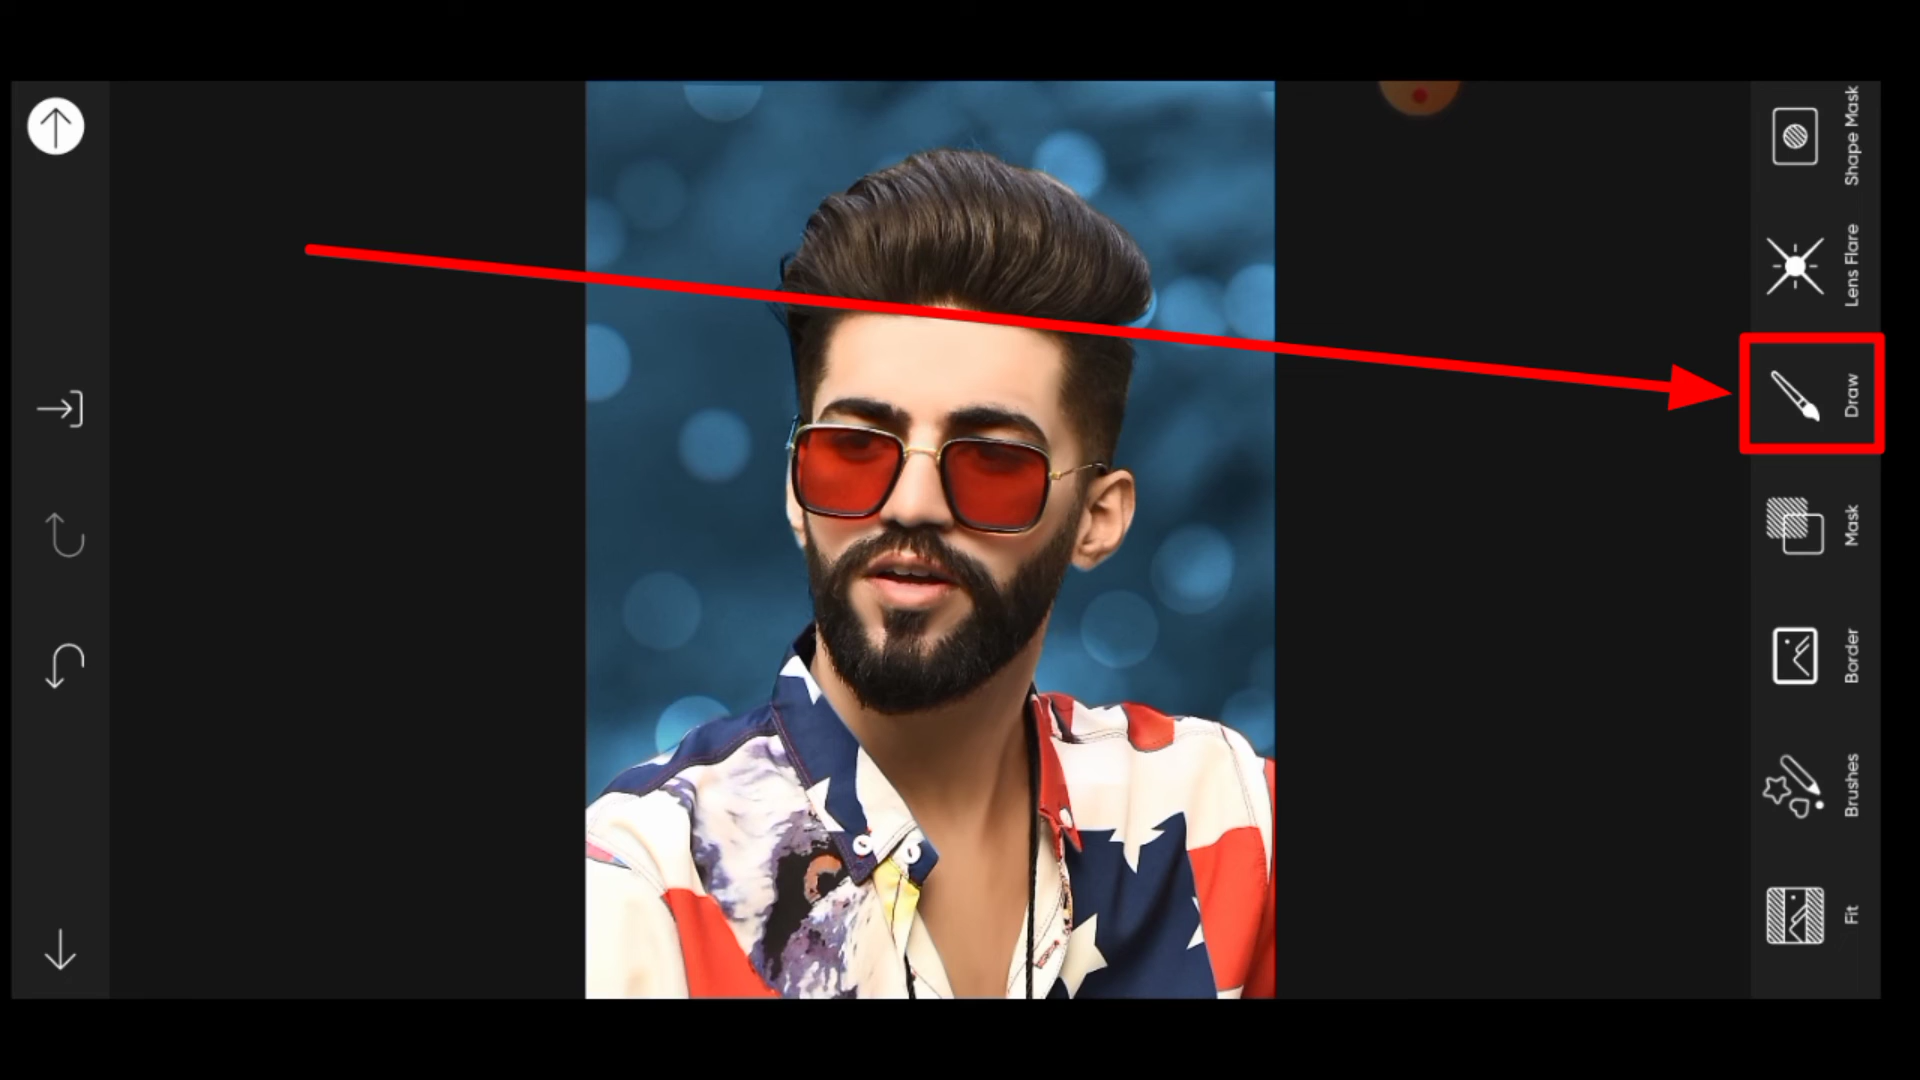 Shape Mask
Lens Flare
Draw
Mask
Border
Brushes
Fit